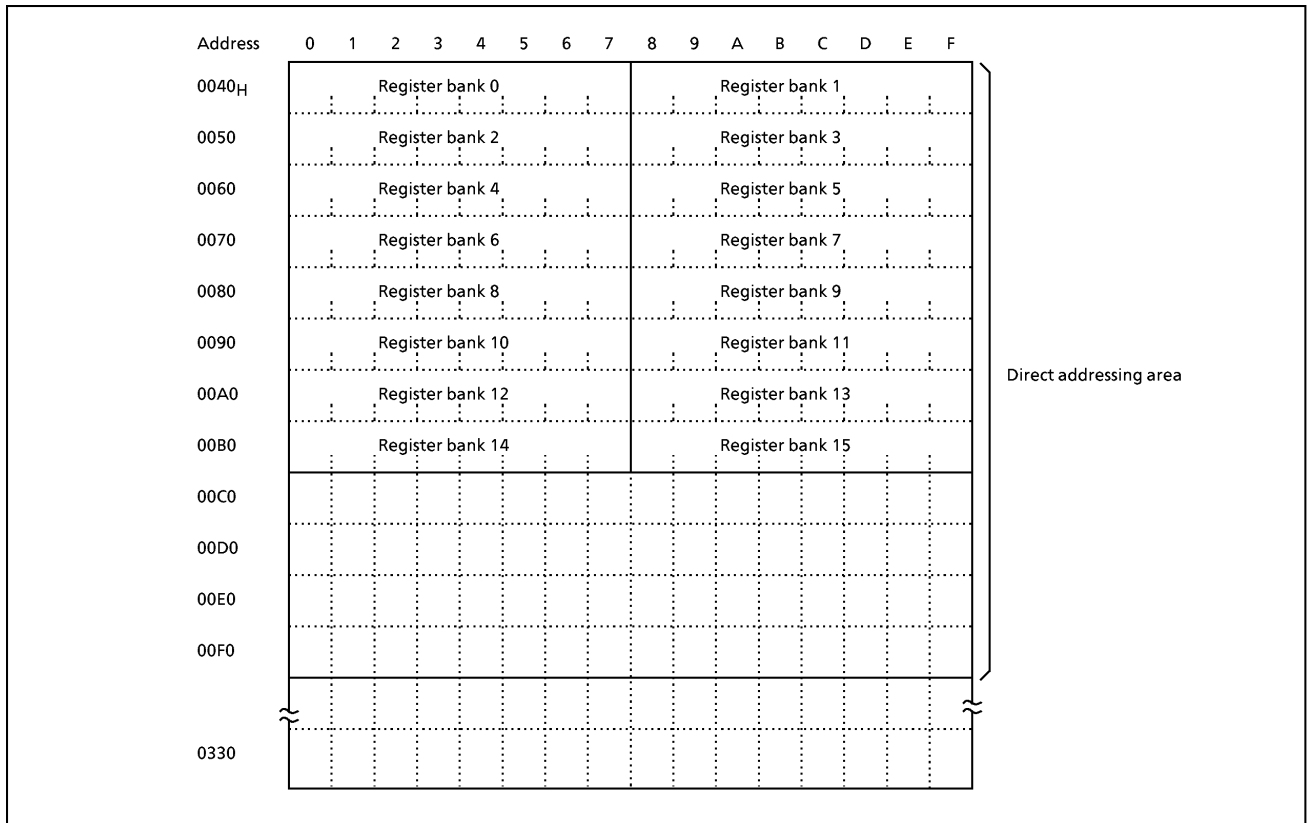 Address 0 1 2 3 4 5 6 7 8 9 A B C D E F
0040H Register bank 0 Register bank 1
0050 Register bank 2 Register bank 3
0060 Register bank 4 Register bank 5
0070 Register bank 6 Register bank 7
0080 Register bank 8 Register bank 9
0090 Register bank 10 Register bank 11
Direct addressing area
00A0 Register bank 12 Register bank 13
00B0 Register bank 14 Register bank 15
00C0
00D0
00E0
00F0
0330